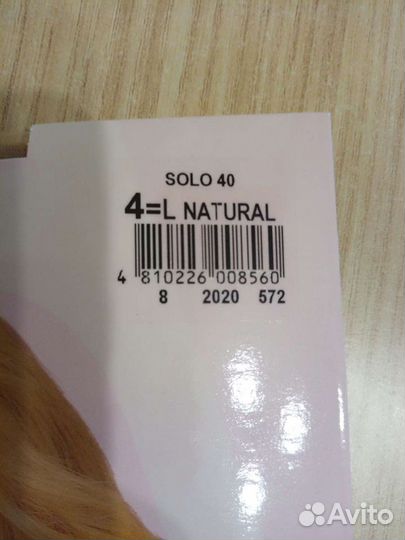 SOLO 40
4=L NATURAL
4 810226 008560
8 2020 572
Avito